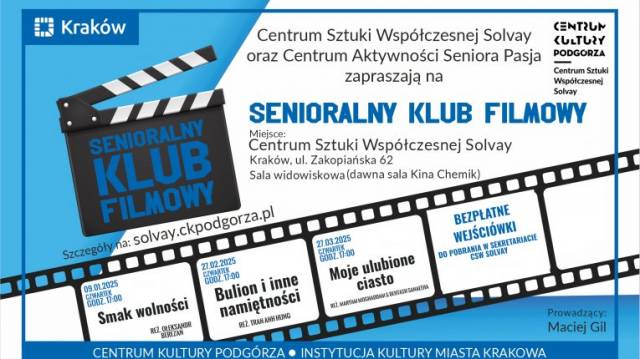 Kraków
Centrum Sztuki Współczesnej Solvay
oraz Centrum Aktywności Seniora Pasja
zapraszają na
CENTRUM
KULTURY
PODGÓRZA
Centrum Sztuki
Współczesnej
Solvay
SENIORALNY KLUB FILMOWY
Miejsce:
Centrum Sztuki Współczesnej Solvay
Kraków, ul. Zakopiańska 62
Sala widowiskowa (dawna sala Kina Chemik)
SENIORALNY
KLUB
FILMOWY
Szczegóły na: solvay.ckpodgorza.pl
09.01.2025
CZWARTEK
GODZ. 17:00
Smak wolności
REŻ. OLEKSANDR
BEREZAN
27.02.2025
CZWARTEK
GODZ. 17:00
Bulion i inne
namiętności
REŻ. TRAN ANH HUNG
27.03.2025
CZWARTEK
GODZ. 17:00
Moje ulubione
ciasto
REŻ. MARYAM MOGHADDAM & BEHTASH SANAEEHA
BEZPŁATNE
WEJŚCIÓWKI
DO POBRANIA W SEKRETARIACIE
CSW SOLVAY
Prowadzący:
Maciej Gil
CENTRUM KULTURY PODGÓRZA ● INSTYTUCJA KULTURY MIASTA KRAKOWA